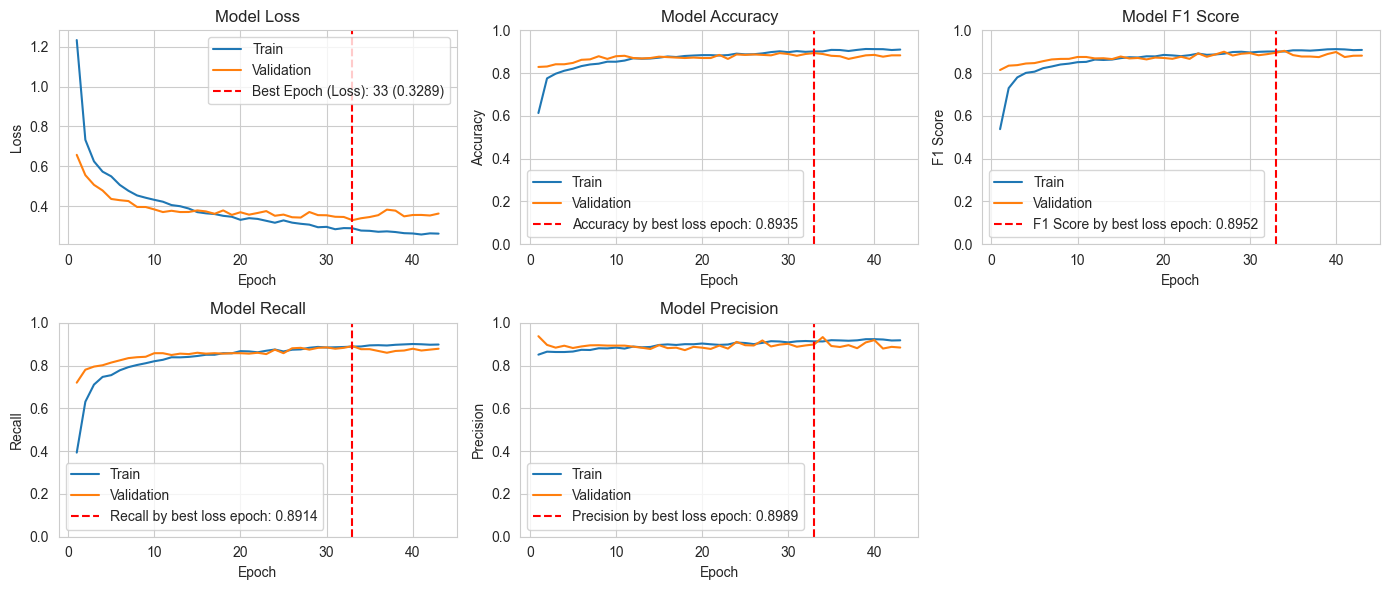 Model Loss
Loss
1.2
1.0
0.8
0.6
0.4
Train
Validation
Best Epoch (Loss): 33 (0.3289)
0
10
20
30
40
Epoch
Model Accuracy
Accuracy
1.0
0.8
0.6
0.4
0.2
0.0
Train
Validation
Accuracy by best loss epoch: 0.8935
0
10
20
30
40
Epoch
Model F1 Score
F1 Score
1.0
0.8
0.6
0.4
0.2
0.0
Train
Validation
F1 Score by best loss epoch: 0.8952
0
10
20
30
40
Epoch
Model Recall
Recall
1.0
0.8
0.6
0.4
0.2
0.0
Train
Validation
Recall by best loss epoch: 0.8914
0
10
20
30
40
Epoch
Model Precision
Precision
1.0
0.8
0.6
0.4
0.2
0.0
Train
Validation
Precision by best loss epoch: 0.8989
0
10
20
30
40
Epoch